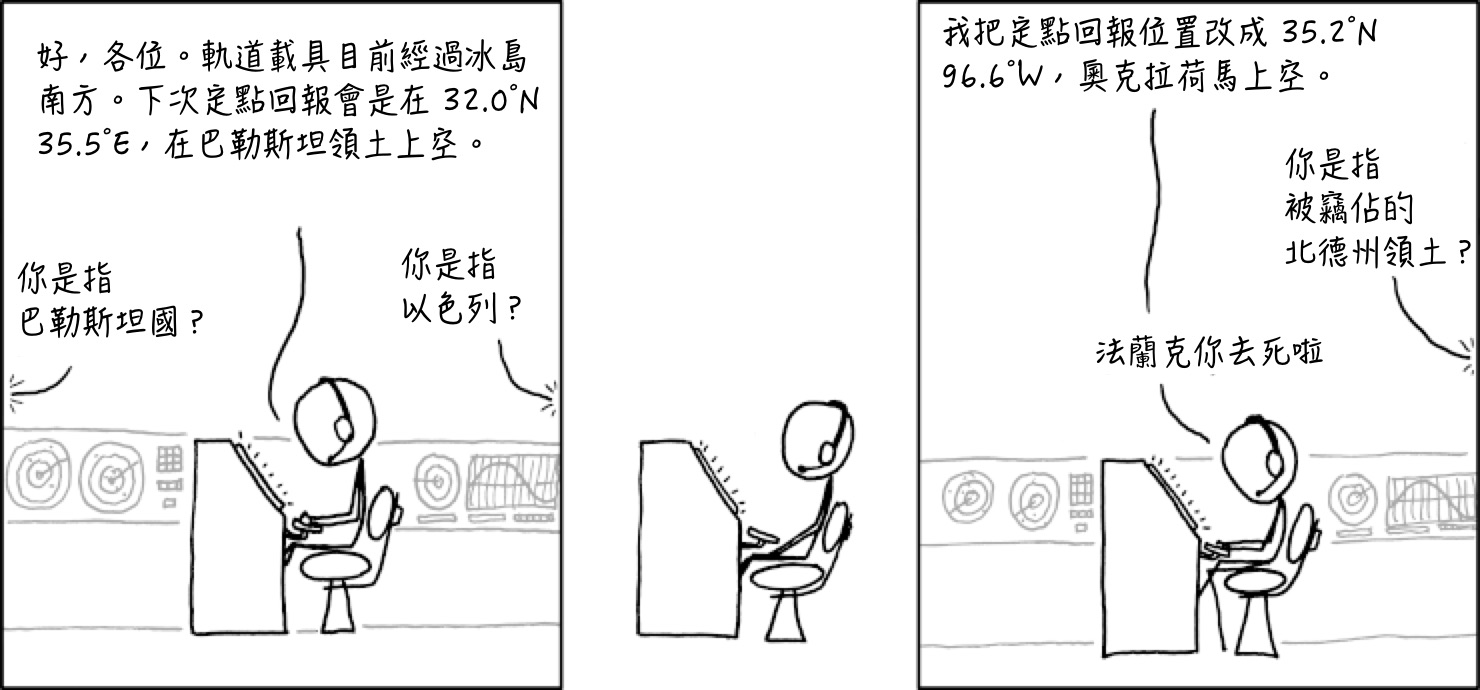 好，各位。軌道載具目前經過冰島
南方。下次定點回報會是在 32.0°N
35.5°E，在巴勒斯坦領土上空。
你是指
巴勒斯坦國？
你是指
以色列？
我把定點回報位置改成 35.2°N
96.6°W，奧克拉荷馬上空。
你是指
被竊佔的
北德州領土？
法蘭克你去死啦